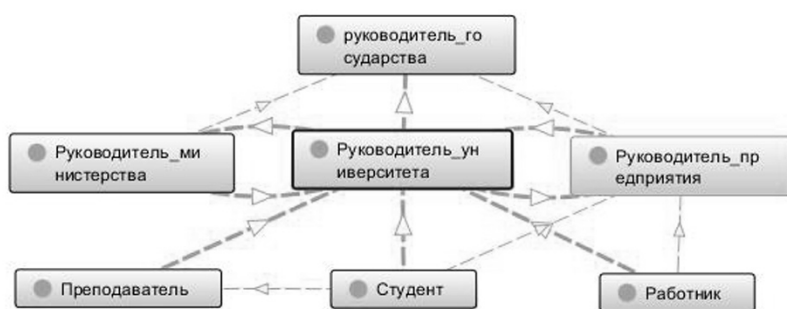 руководитель_го
сударства
Руководитель_ми
нистерства
Руководитель_ун
иверситета
Руководитель_пр
едприятия
Преподаватель
Студент
Работник